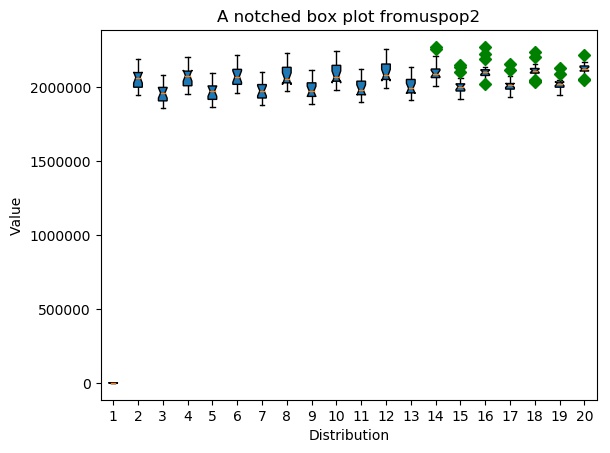 A notched box plot fromuspop2
Value
2000000
1500000
1000000
500000
0
1 2 3 4 5 6 7 8 9 10 11 12 13 14 15 16 17 18 19 20
Distribution